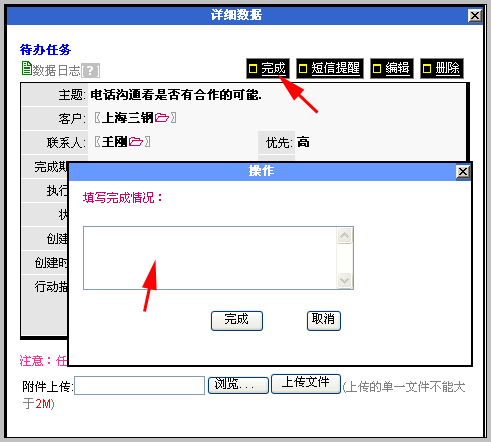 详细数据
待办任务
数据日志[?]
完成 短信提醒 编辑 删除
主题: 电话沟通看是否有合作的可能.
客户: 〖上海三钢〗
联系人: 〖王刚〗 优先: 高
完成期
操作
执行
填写完成情况：
状
创建
创建时
行动描
完成 取消
注意：任
附件上传: 浏览... 上传文件 (上传的单一文件不能大
于2M)